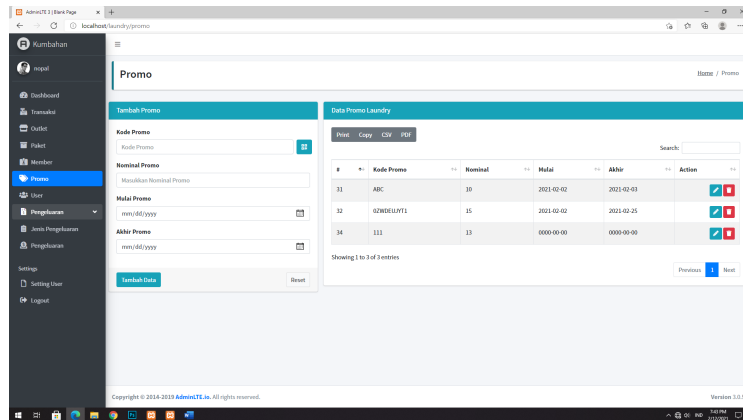 AdminLTE 3 | Blank Page
localhost/laundry/promo
Kumbahan
nopal
Dashboard
Transaksi
Outlet
Paket
Member
Promo
User
Pengeluaran
Jenis Pengeluaran
Pengeluaran
Settings
Setting User
Logout
Promo
Home / Promo
Tambah Promo
Kode Promo
Kode Promo
Nominal Promo
Masukkan Nominal Promo
Mulai Promo
mm/dd/yyyy
Akhir Promo
mm/dd/yyyy
Tambah Data
Reset
Data Promo Laundry
Print Copy CSV PDF
Search:
# Kode Promo Nominal Mulai Akhir Action
31 ABC 10 2021-02-02 2021-02-03
32 0ZWDEUJYT1 15 2021-02-02 2021-02-25
34 111 13 0000-00-00 0000-00-00
Showing 1 to 3 of 3 entries
Previous 1 Next
Copyright © 2014-2019 AdminLTE.io. All rights reserved.
Version 3.0.
IND
7:43 PM